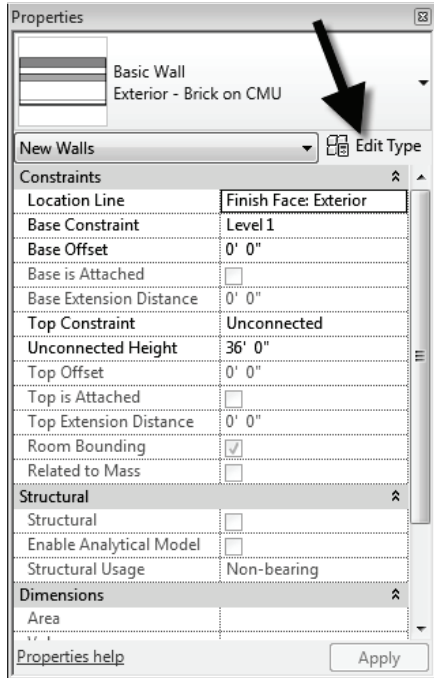 Properties
Basic Wall
Exterior - Brick on CMU
New Walls Edit Type
Constraints
Location Line Finish Face: Exterior
Base Constraint Level 1
Base Offset 0' 0"
Base is Attached
Base Extension Distance 0' 0"
Top Constraint Unconnected
Unconnected Height 36' 0"
Top Offset 0' 0"
Top is Attached
Top Extension Distance 0' 0"
Room Bounding
Related to Mass
Structural
Structural
Enable Analytical Model
Structural Usage Non-bearing
Dimensions
Area
Properties help Apply